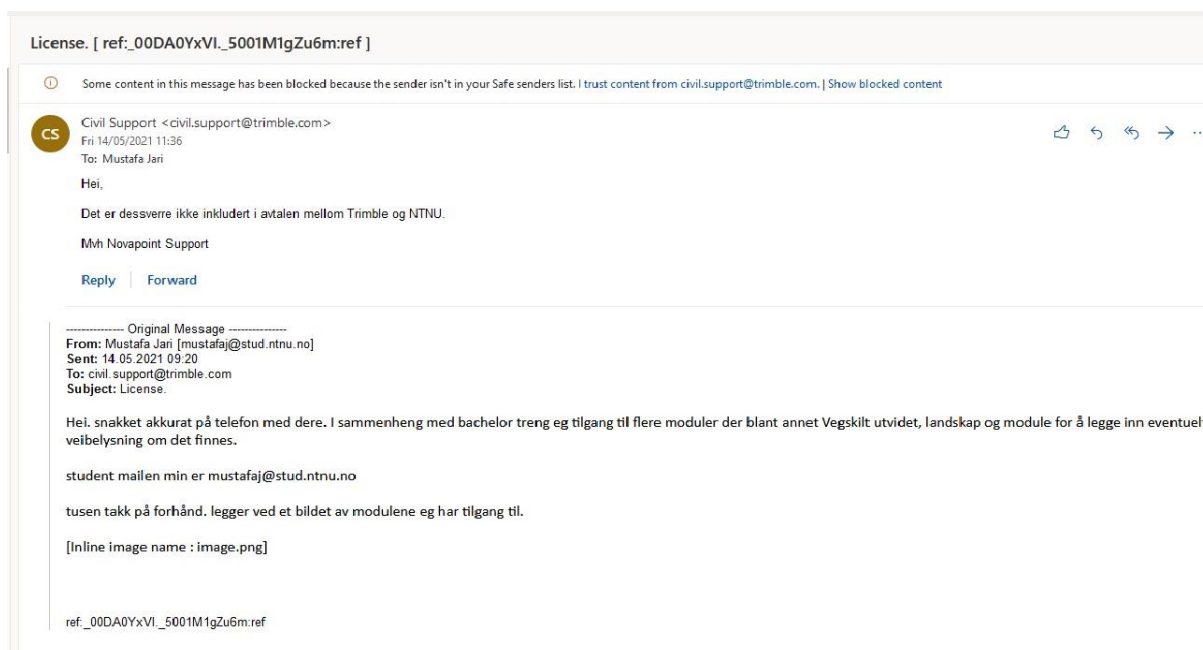 License. [ ref:_00DA0YxVI._5001M1gZu6m:ref ]
Some content in this message has been blocked because the sender isn't in your Safe senders list. I trust content from civil.support@trimble.com. | Show blocked content
CS
Civil Support <civil.support@trimble.com>
Fri 14/05/2021 11:36
To: Mustafa Jari
Hei,
Det er dessverre ikke inkludert i avtalen mellom Trimble og NTNU.
Mvh Novapoint Support
Reply | Forward
--------------- Original Message ---------------
From: Mustafa Jari [mustafaj@stud.ntnu.no]
Sent: 14.05.2021 09:20
To: civil.support@trimble.com
Subject: License.
Hei. snakket akkurat på telefon med dere. I sammenheng med bachelor treng eg tilgang til flere moduler der blant annet Vegskilt utvidet, landskap og module for å legge inn eventuel
veibelysning om det finnes.
student mailen min er mustafaj@stud.ntnu.no
tusen takk på forhånd. legger ved et bildet av modulene eg har tilgang til.
[Inline image name : image.png]
ref:_00DA0YxVI._5001M1gZu6m:ref